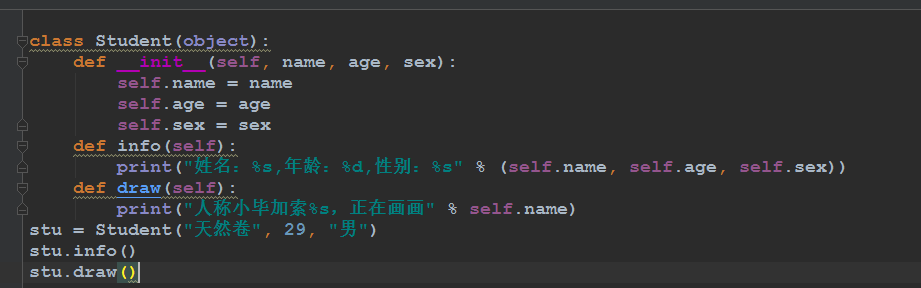 class Student(object):
    def __init__(self, name, age, sex):
        self.name = name
        self.age = age
        self.sex = sex
    def info(self):
        print("姓名：%s,年龄：%d,性别：%s" % (self.name, self.age, self.sex))
    def draw(self):
        print("人称小毕加索%s，正在画画" % self.name)
stu = Student("天然卷", 29, "男")
stu.info()
stu.draw()